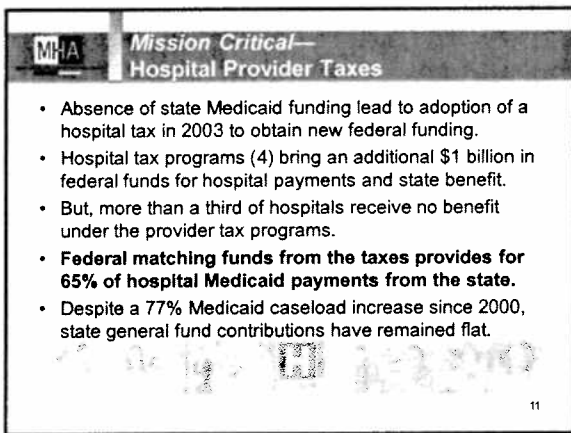 MHA
Mission Critical—
Hospital Provider Taxes
• Absence of state Medicaid funding lead to adoption of a
hospital tax in 2003 to obtain new federal funding.
• Hospital tax programs (4) bring an additional $1 billion in
federal funds for hospital payments and state benefit.
• But, more than a third of hospitals receive no benefit
under the provider tax programs.
• Federal matching funds from the taxes provides for
65% of hospital Medicaid payments from the state.
• Despite a 77% Medicaid caseload increase since 2000,
state general fund contributions have remained flat.
H
11